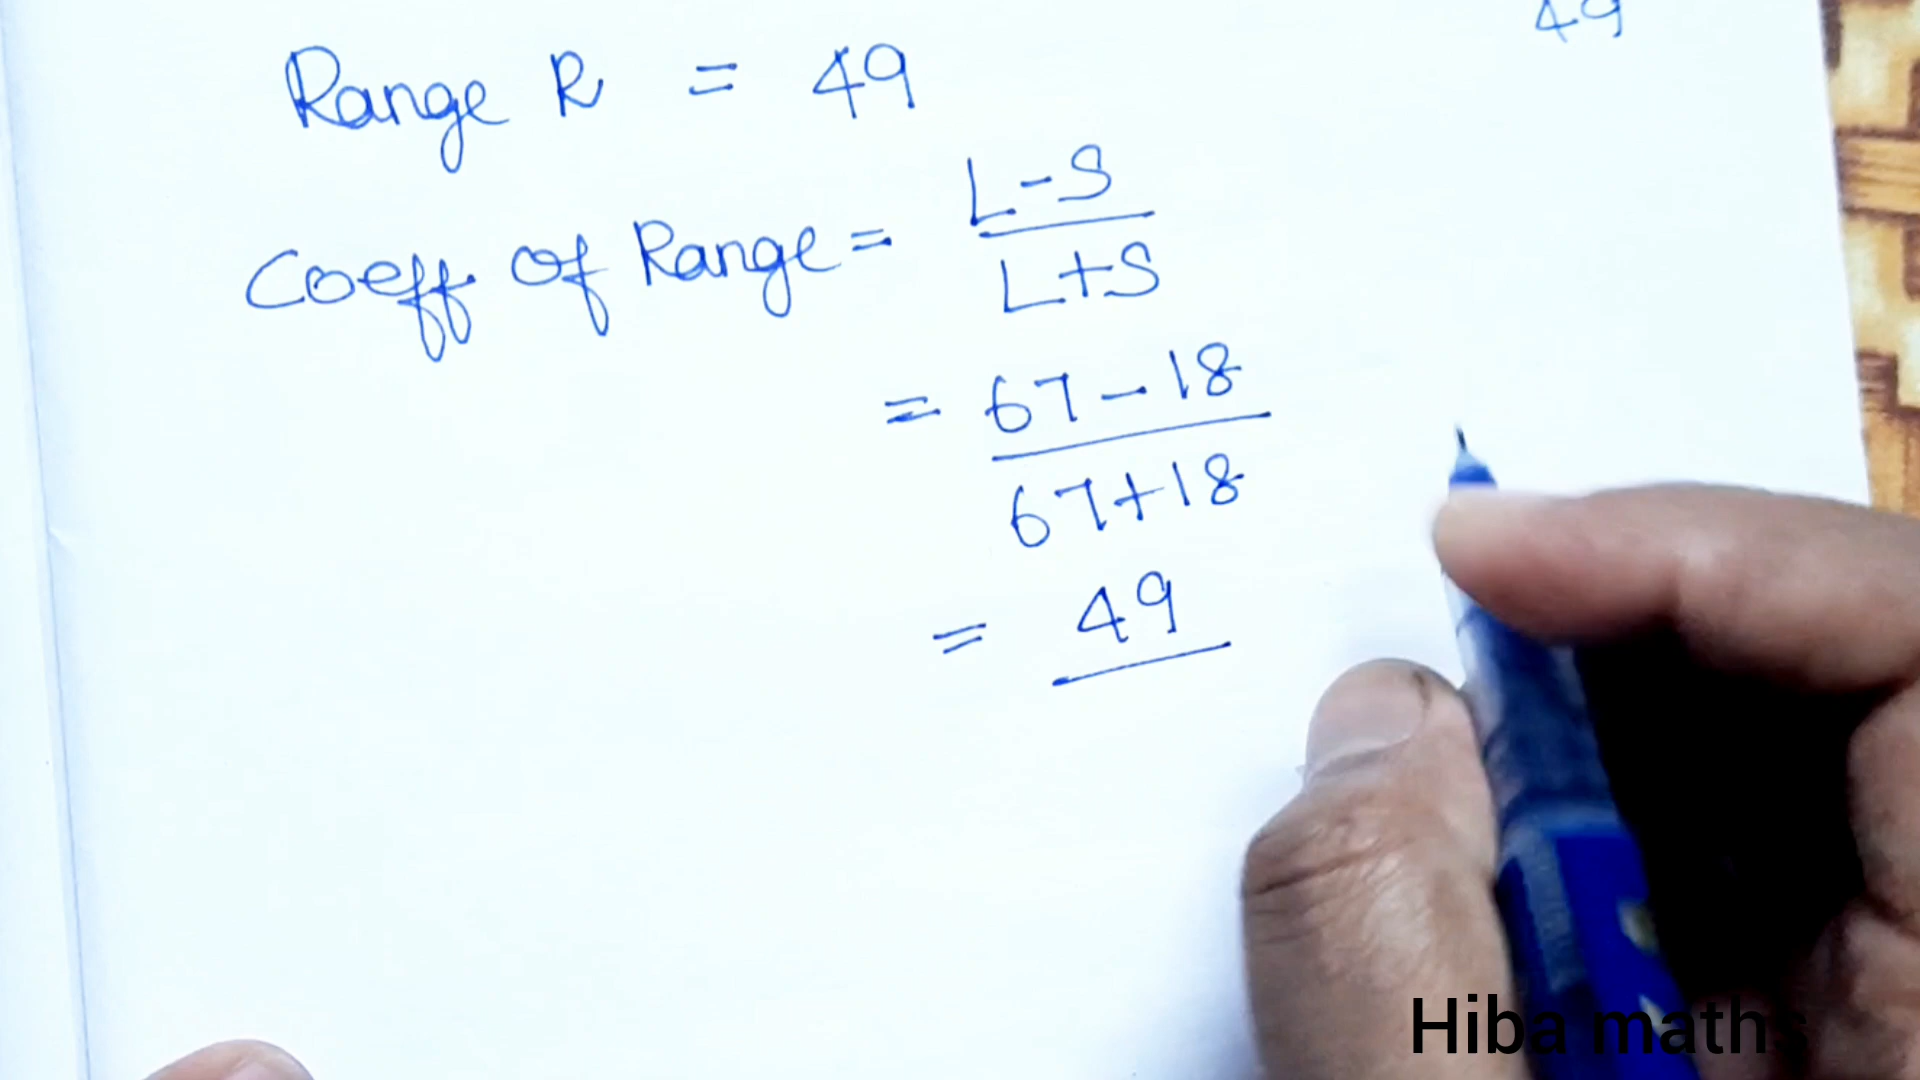 49
Range R = 49
Coeff of Range = L-S
L+S
= 67-18
67+18
= 49
Hiba maths